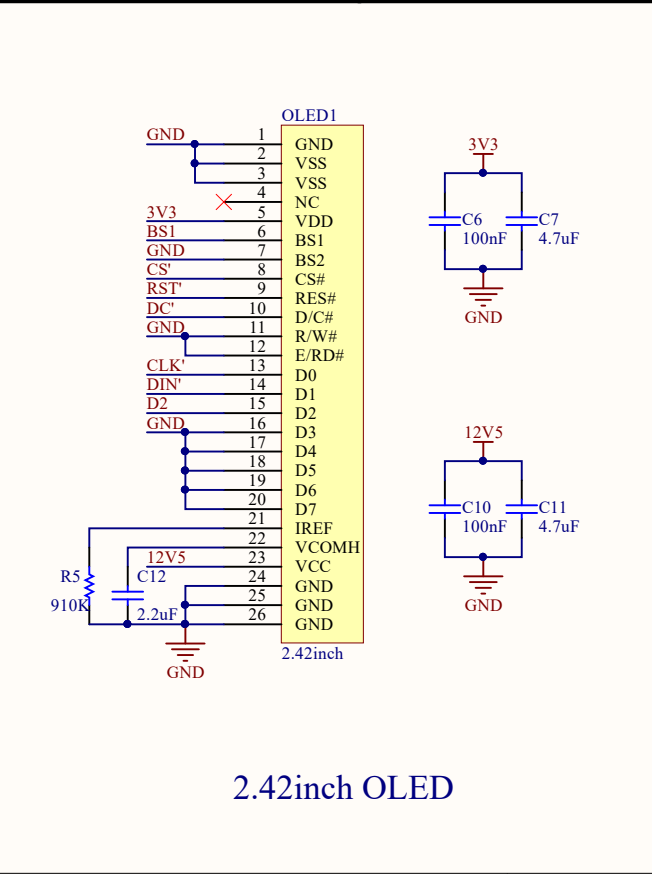 OLED1
GND 1 GND
2 VSS
3 VSS
4 NC
3V3 5 VDD
BS1 6 BS1
GND 7 BS2
CS' 8 CS#
RST' 9 RES#
DC' 10 D/C#
GND 11 R/W#
12 E/RD#
CLK' 13 D0
DIN' 14 D1
D2 15 D2
GND 16 D3
17 D4
18 D5
19 D6
20 D7
21 IREF
22 VCOMH
12V5 23 VCC
24 GND
25 GND
26 GND
R5
910K
C12
2.2uF
GND
2.42inch
3V3
C6
100nF
C7
4.7uF
GND
12V5
C10
100nF
C11
4.7uF
GND
2.42inch OLED